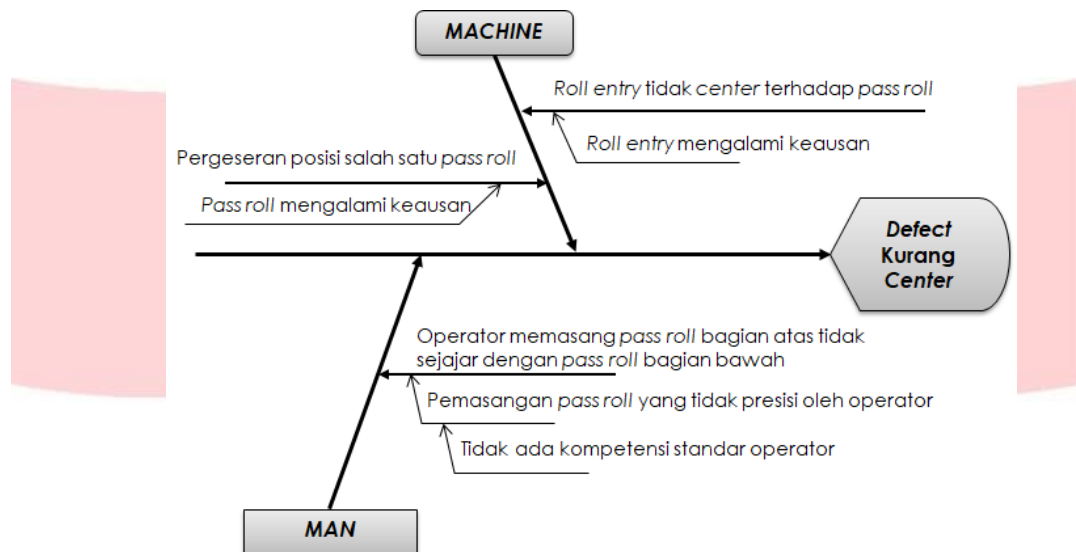 MACHINE
Roll entry tidak center terhadap pass roll
Roll entry mengalami keausan
Pergeseran posisi salah satu pass roll
Pass roll mengalami keausan
Defect
Kurang
Center
Operator memasang pass roll bagian atas tidak
sejajar dengan pass roll bagian bawah
Pemasangan pass roll yang tidak presisi oleh operator
Tidak ada kompetensi standar operator
MAN